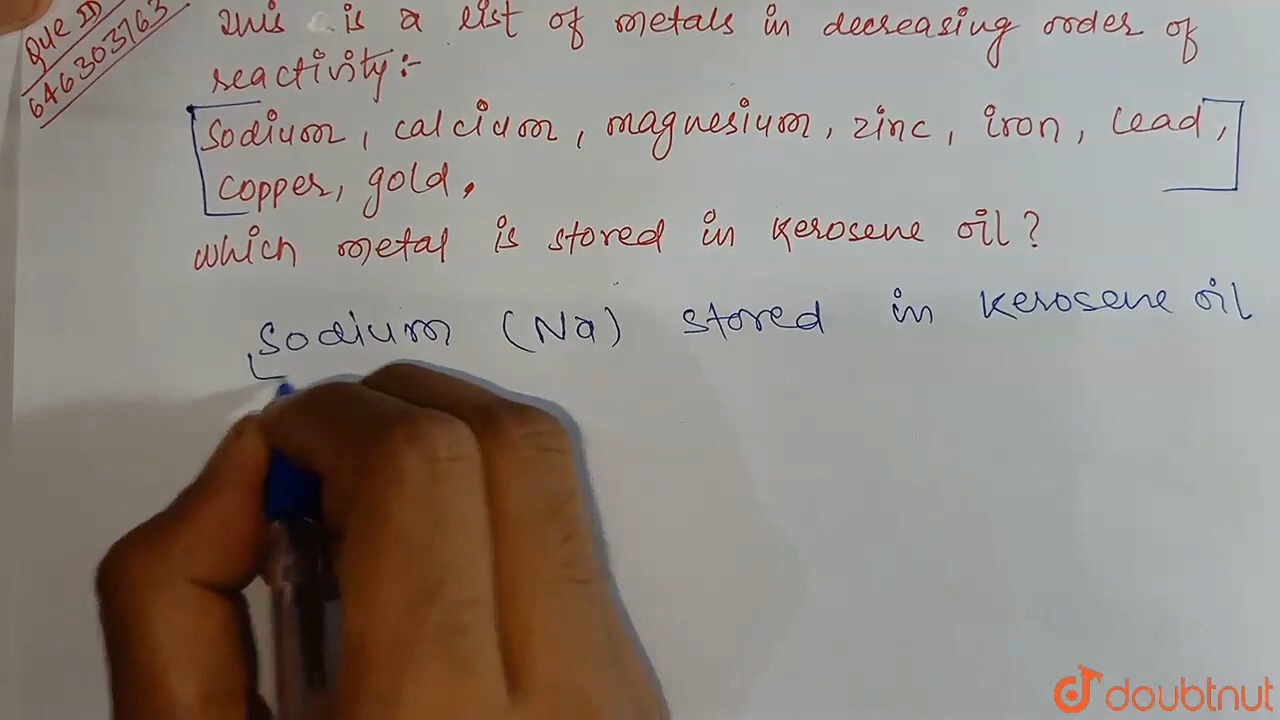 Que ID
646303763
This is a list of metals in decreasing order of
reactivity:-
Sodium, calcium, magnesium, zinc, iron, lead,
copper, gold.
which metal is stored in kerosene oil?
Sodium (Na) stored in kerosene oil
doubtnut